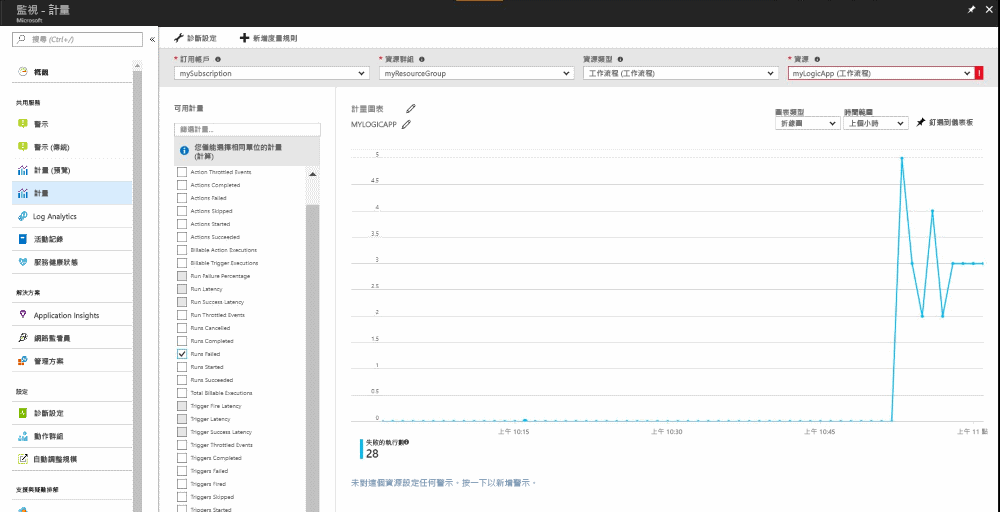 監視 - 計量
Microsoft
搜尋 (Ctrl+/)
概觀
共用服務
警示
警示 (傳統)
計量 (預覽)
計量
Log Analytics
活動記錄
服務健康狀態
解決方案
Application Insights
網路監看員
管理方案
設定
診斷設定
動作群組
自動調整規模
支援與疑難排解
診斷設定
新增度量規則
* 訂用帳戶
mySubscription
* 資源群組
myResourceGroup
資源類型
工作流程 (工作流程)
* 資源
myLogicApp (工作流程)
可用計量
篩選計量...
您僅能選擇相同單位的計量
(計算)
Action Throttled Events
Actions Completed
Actions Failed
Actions Skipped
Actions Started
Actions Succeeded
Billable Action Executions
Billable Trigger Executions
Run Failure Percentage
Run Latency
Run Success Latency
Run Throttled Events
Runs Cancelled
Runs Completed
Runs Failed
Runs Started
Runs Succeeded
Total Billable Executions
Trigger Fire Latency
Trigger Latency
Trigger Success Latency
Trigger Throttled Events
Triggers Completed
Triggers Failed
Triggers Fired
Triggers Skipped
Triggers Started
計量圖表
MYLOGICAPP
圖表類型
折線圖
時間範圍
上個小時
釘選到儀表板
5
4.5
4
3.5
3
2.5
2
1.5
1
0.5
0
上午 10:15
上午 10:30
上午 10:45
上午 11 點
失敗的執行數
28
未對這個資源設定任何警示。按一下以新增警示。